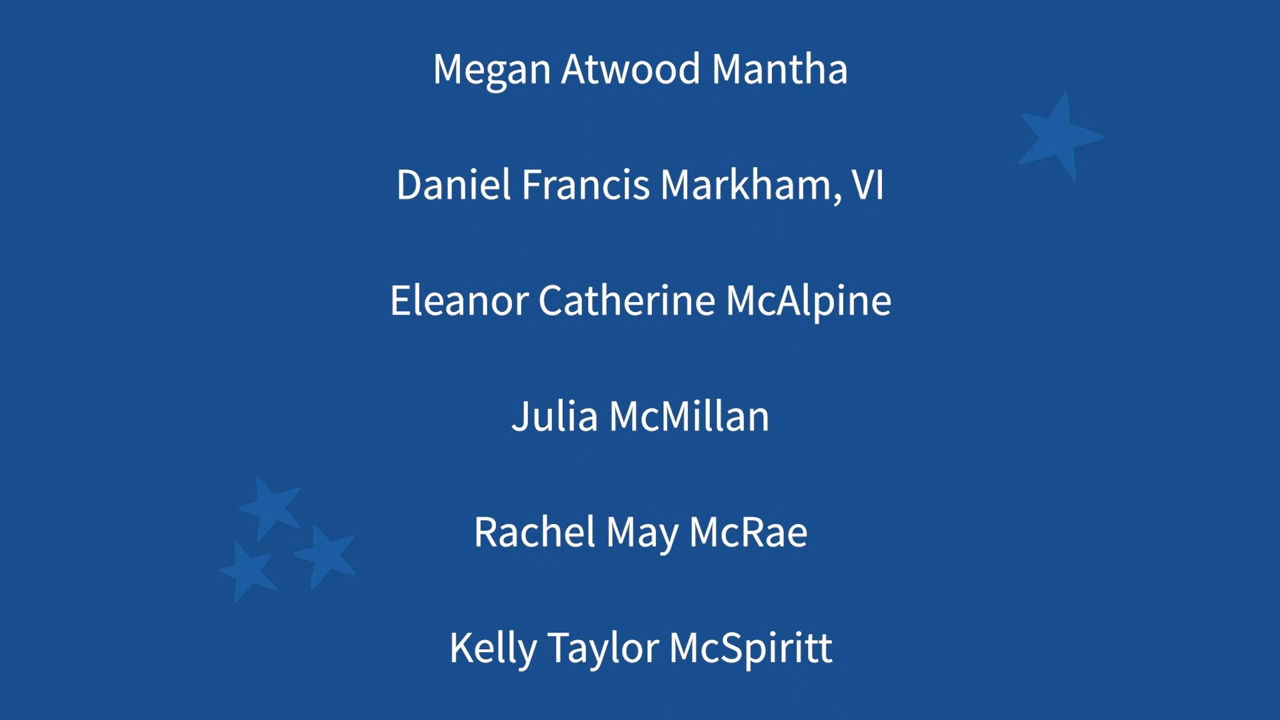 Megan Atwood Mantha
Daniel Francis Markham, VI
Eleanor Catherine McAlpine
Julia McMillan
Rachel May McRae
Kelly Taylor McSpiritt